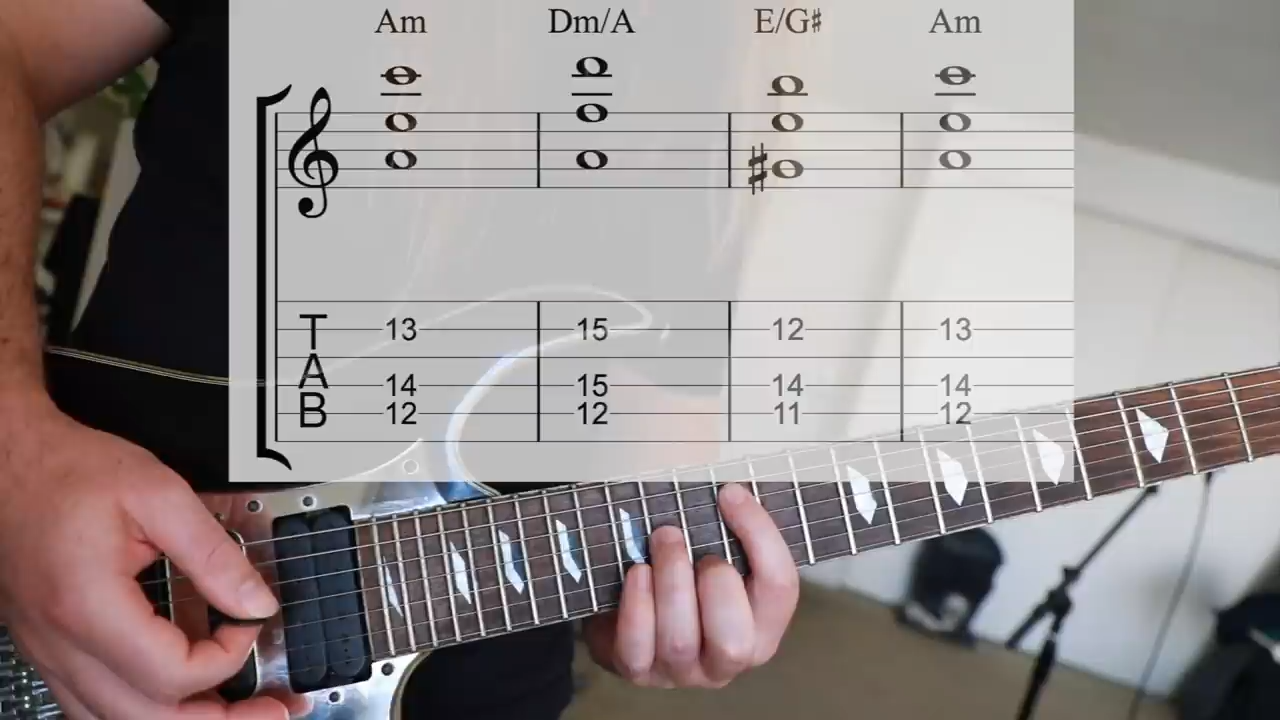 Am Dm/A E/G♯ Am
T 13 15 12 13
A 14 15 14 14
B 12 12 11 12